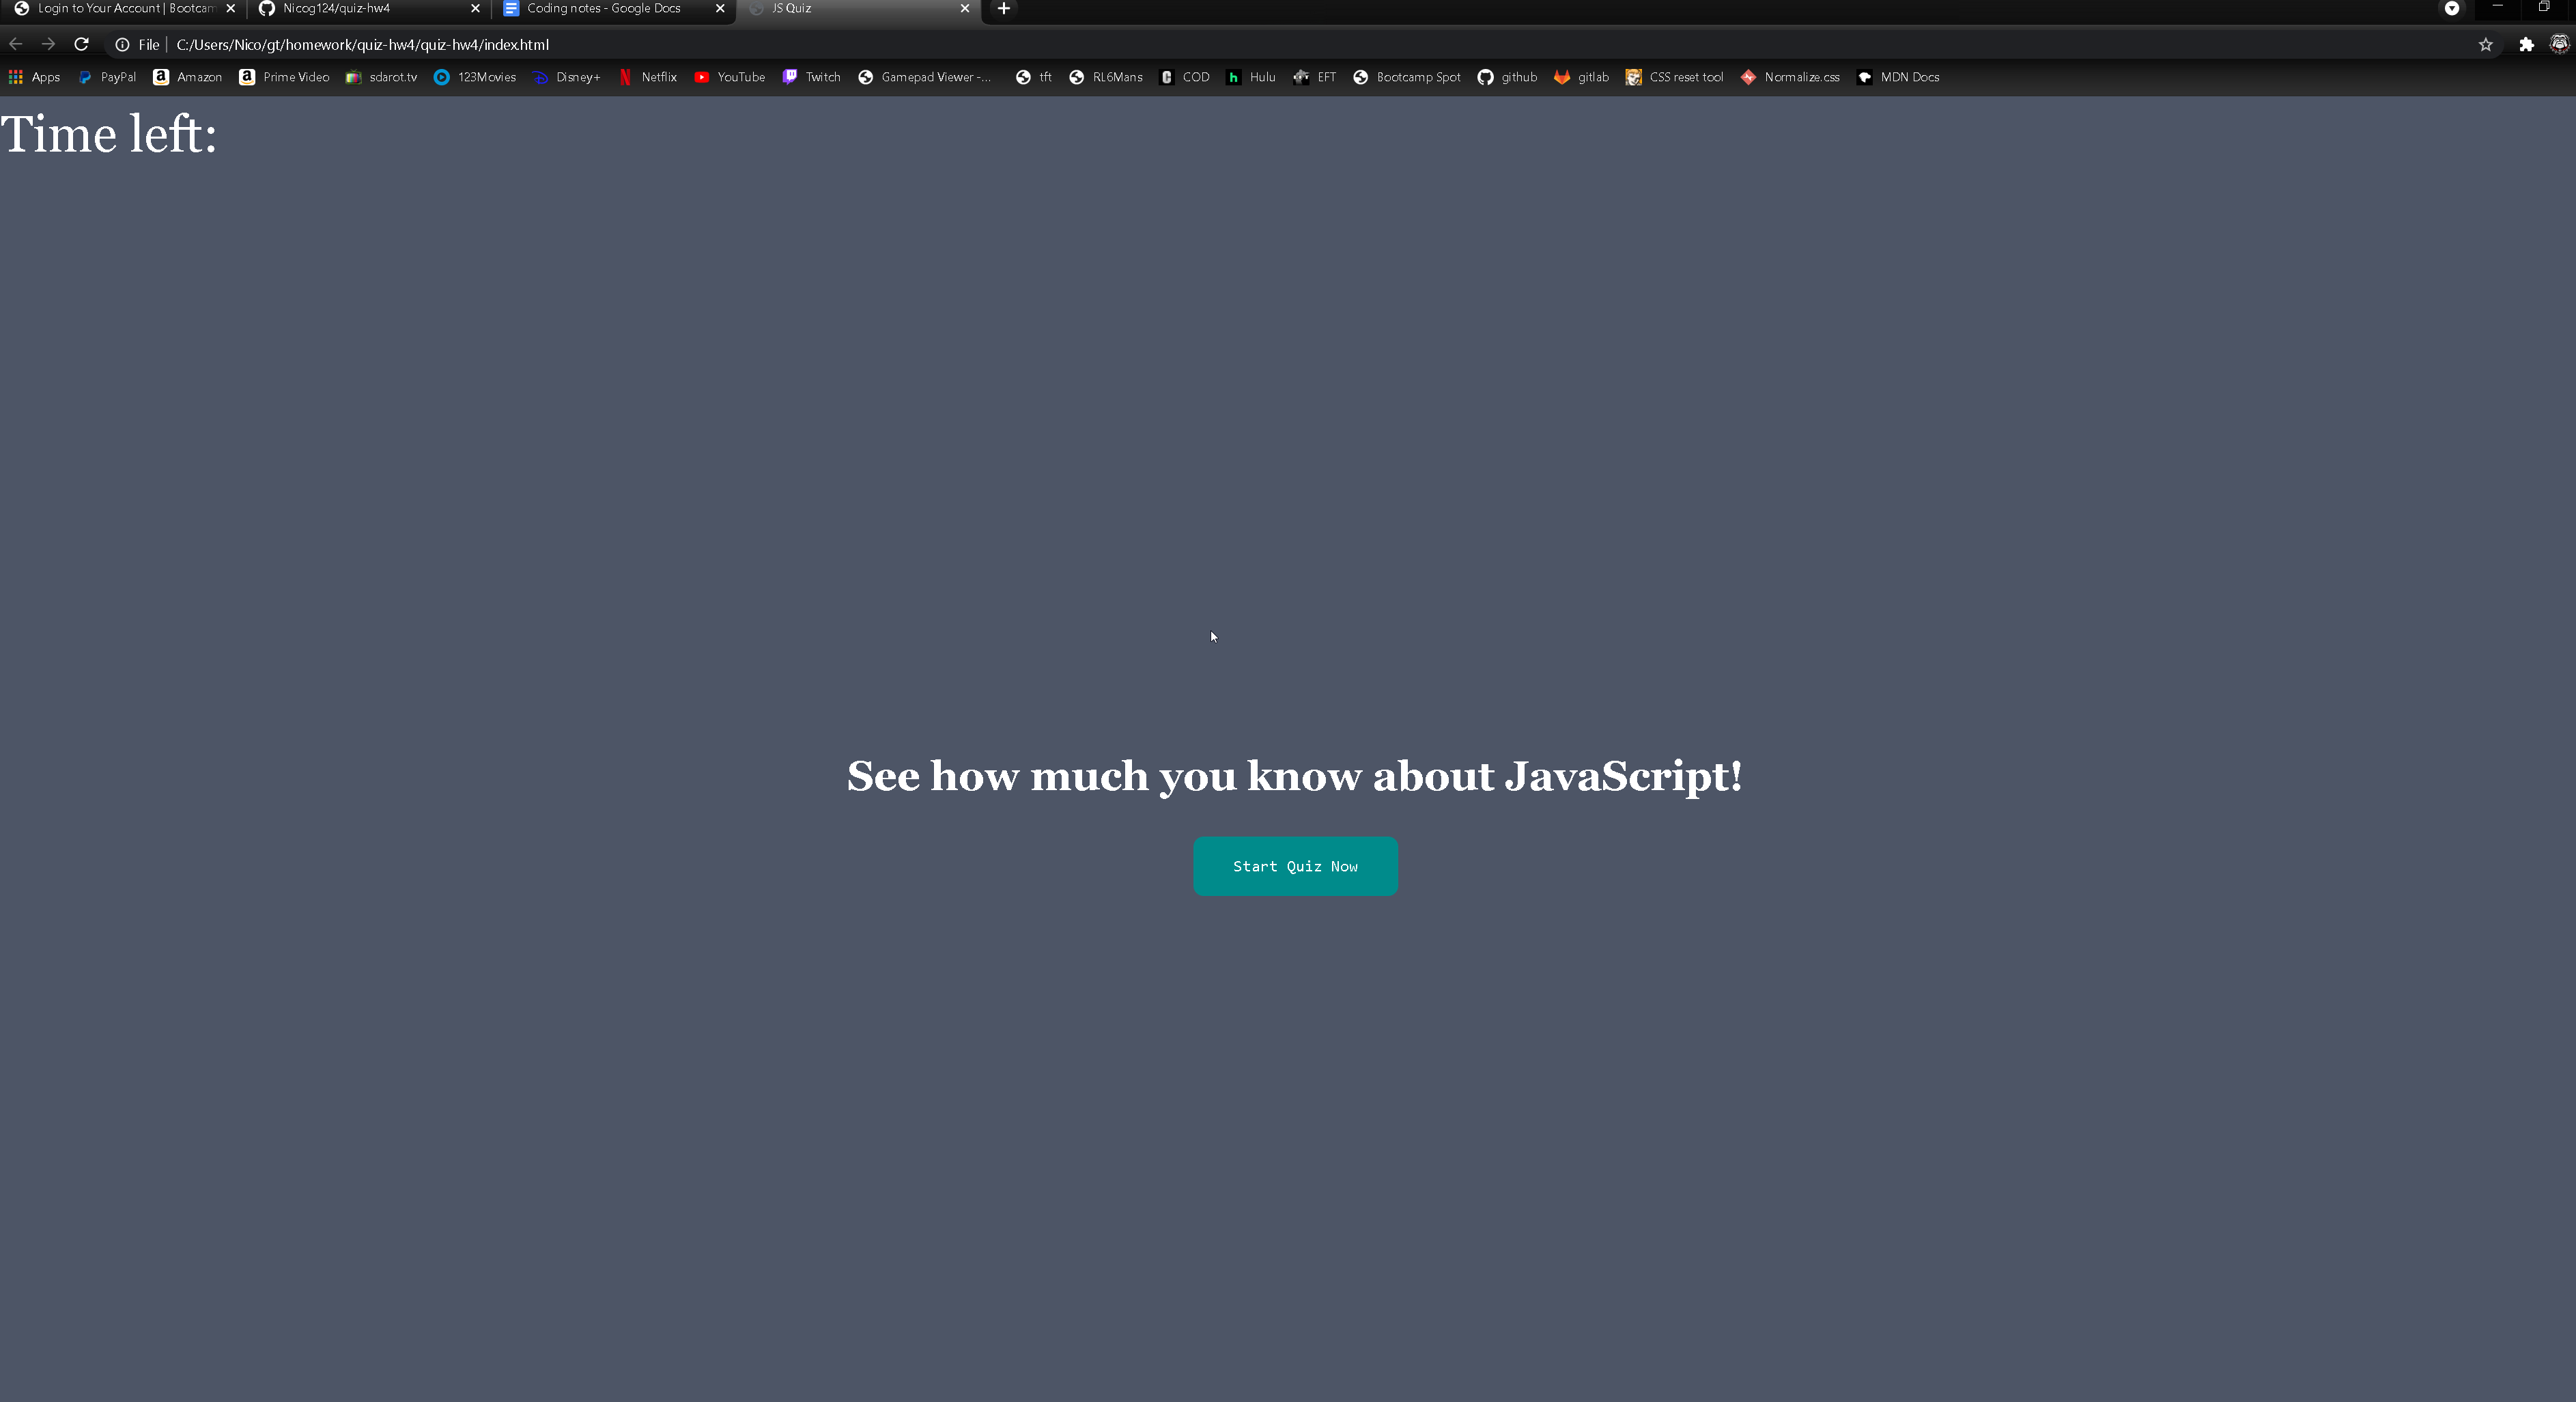 Login to Your Account | Bootcam Nicog124/quiz-hw4 Coding notes - Google Docs JS Quiz
File C:/Users/Nico/gt/homework/quiz-hw4/quiz-hw4/index.html
Apps PayPal Amazon Prime Video sdarot.tv 123Movies Disney+ Netflix YouTube Twitch Gamepad Viewer -... tft RL6Mans COD Hulu EFT Bootcamp Spot github gitlab CSS reset tool Normalize.css MDN Docs
Time left:
See how much you know about JavaScript!
Start Quiz Now